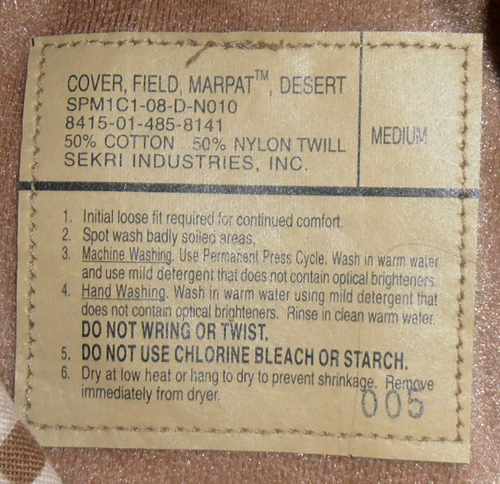 COVER, FIELD, MARPAT™, DESERT
SPM1C1-08-D-N010
8415-01-485-8141
50% COTTON 50% NYLON TWILL
SEKRI INDUSTRIES, INC.
MEDIUM
1. Initial loose fit required for continued comfort.
2. Spot wash badly soiled areas.
3. Machine Washing. Use Permanent Press Cycle. Wash in warm water
and use mild detergent that does not contain optical brighteners.
4. Hand Washing. Wash in warm water using mild detergent that
does not contain optical brighteners. Rinse in clean warm water.
DO NOT WRING OR TWIST.
5. DO NOT USE CHLORINE BLEACH OR STARCH.
6. Dry at low heat or hang to dry to prevent shrinkage. Remove
immediately from dryer.
005